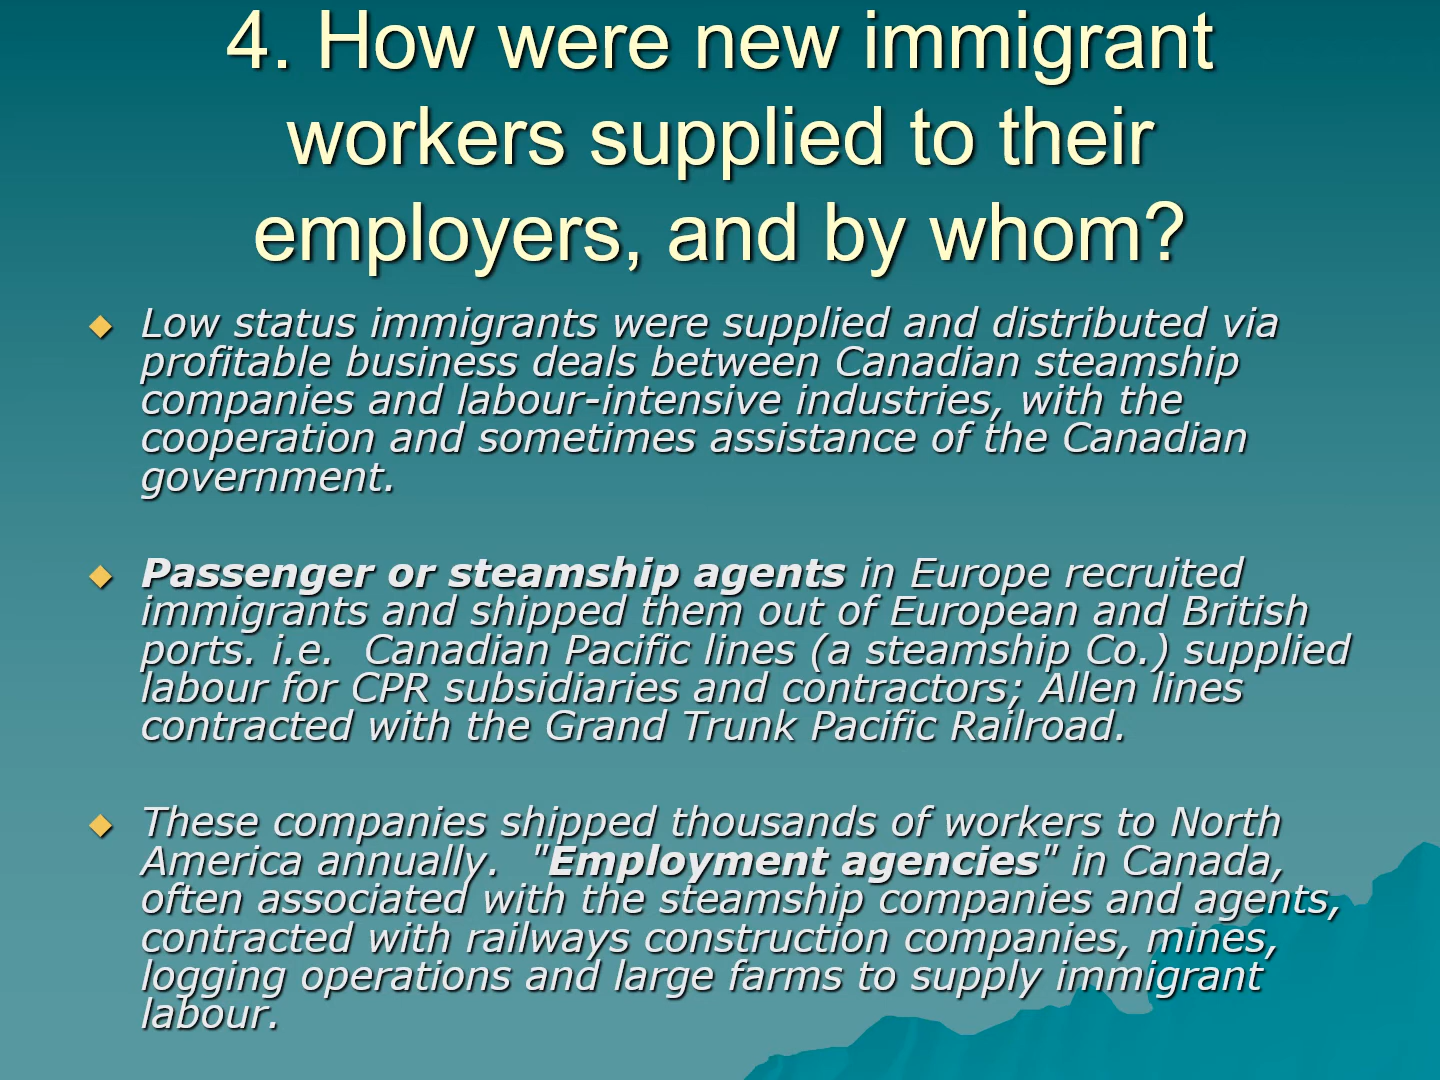 4. How were new immigrant
workers supplied to their
employers, and by whom?
Low status immigrants were supplied and distributed via
profitable business deals between Canadian steamship
companies and labour-intensive industries, with the
cooperation and sometimes assistance of the Canadian
government.
Passenger or steamship agents in Europe recruited
immigrants and shipped them out of European and British
ports. i.e.  Canadian Pacific lines (a steamship Co.) supplied
labour for CPR subsidiaries and contractors; Allen lines
contracted with the Grand Trunk Pacific Railroad.
These companies shipped thousands of workers to North
America annually.  "Employment agencies" in Canada,
often associated with the steamship companies and agents,
contracted with railways construction companies, mines,
logging operations and large farms to supply immigrant
labour.